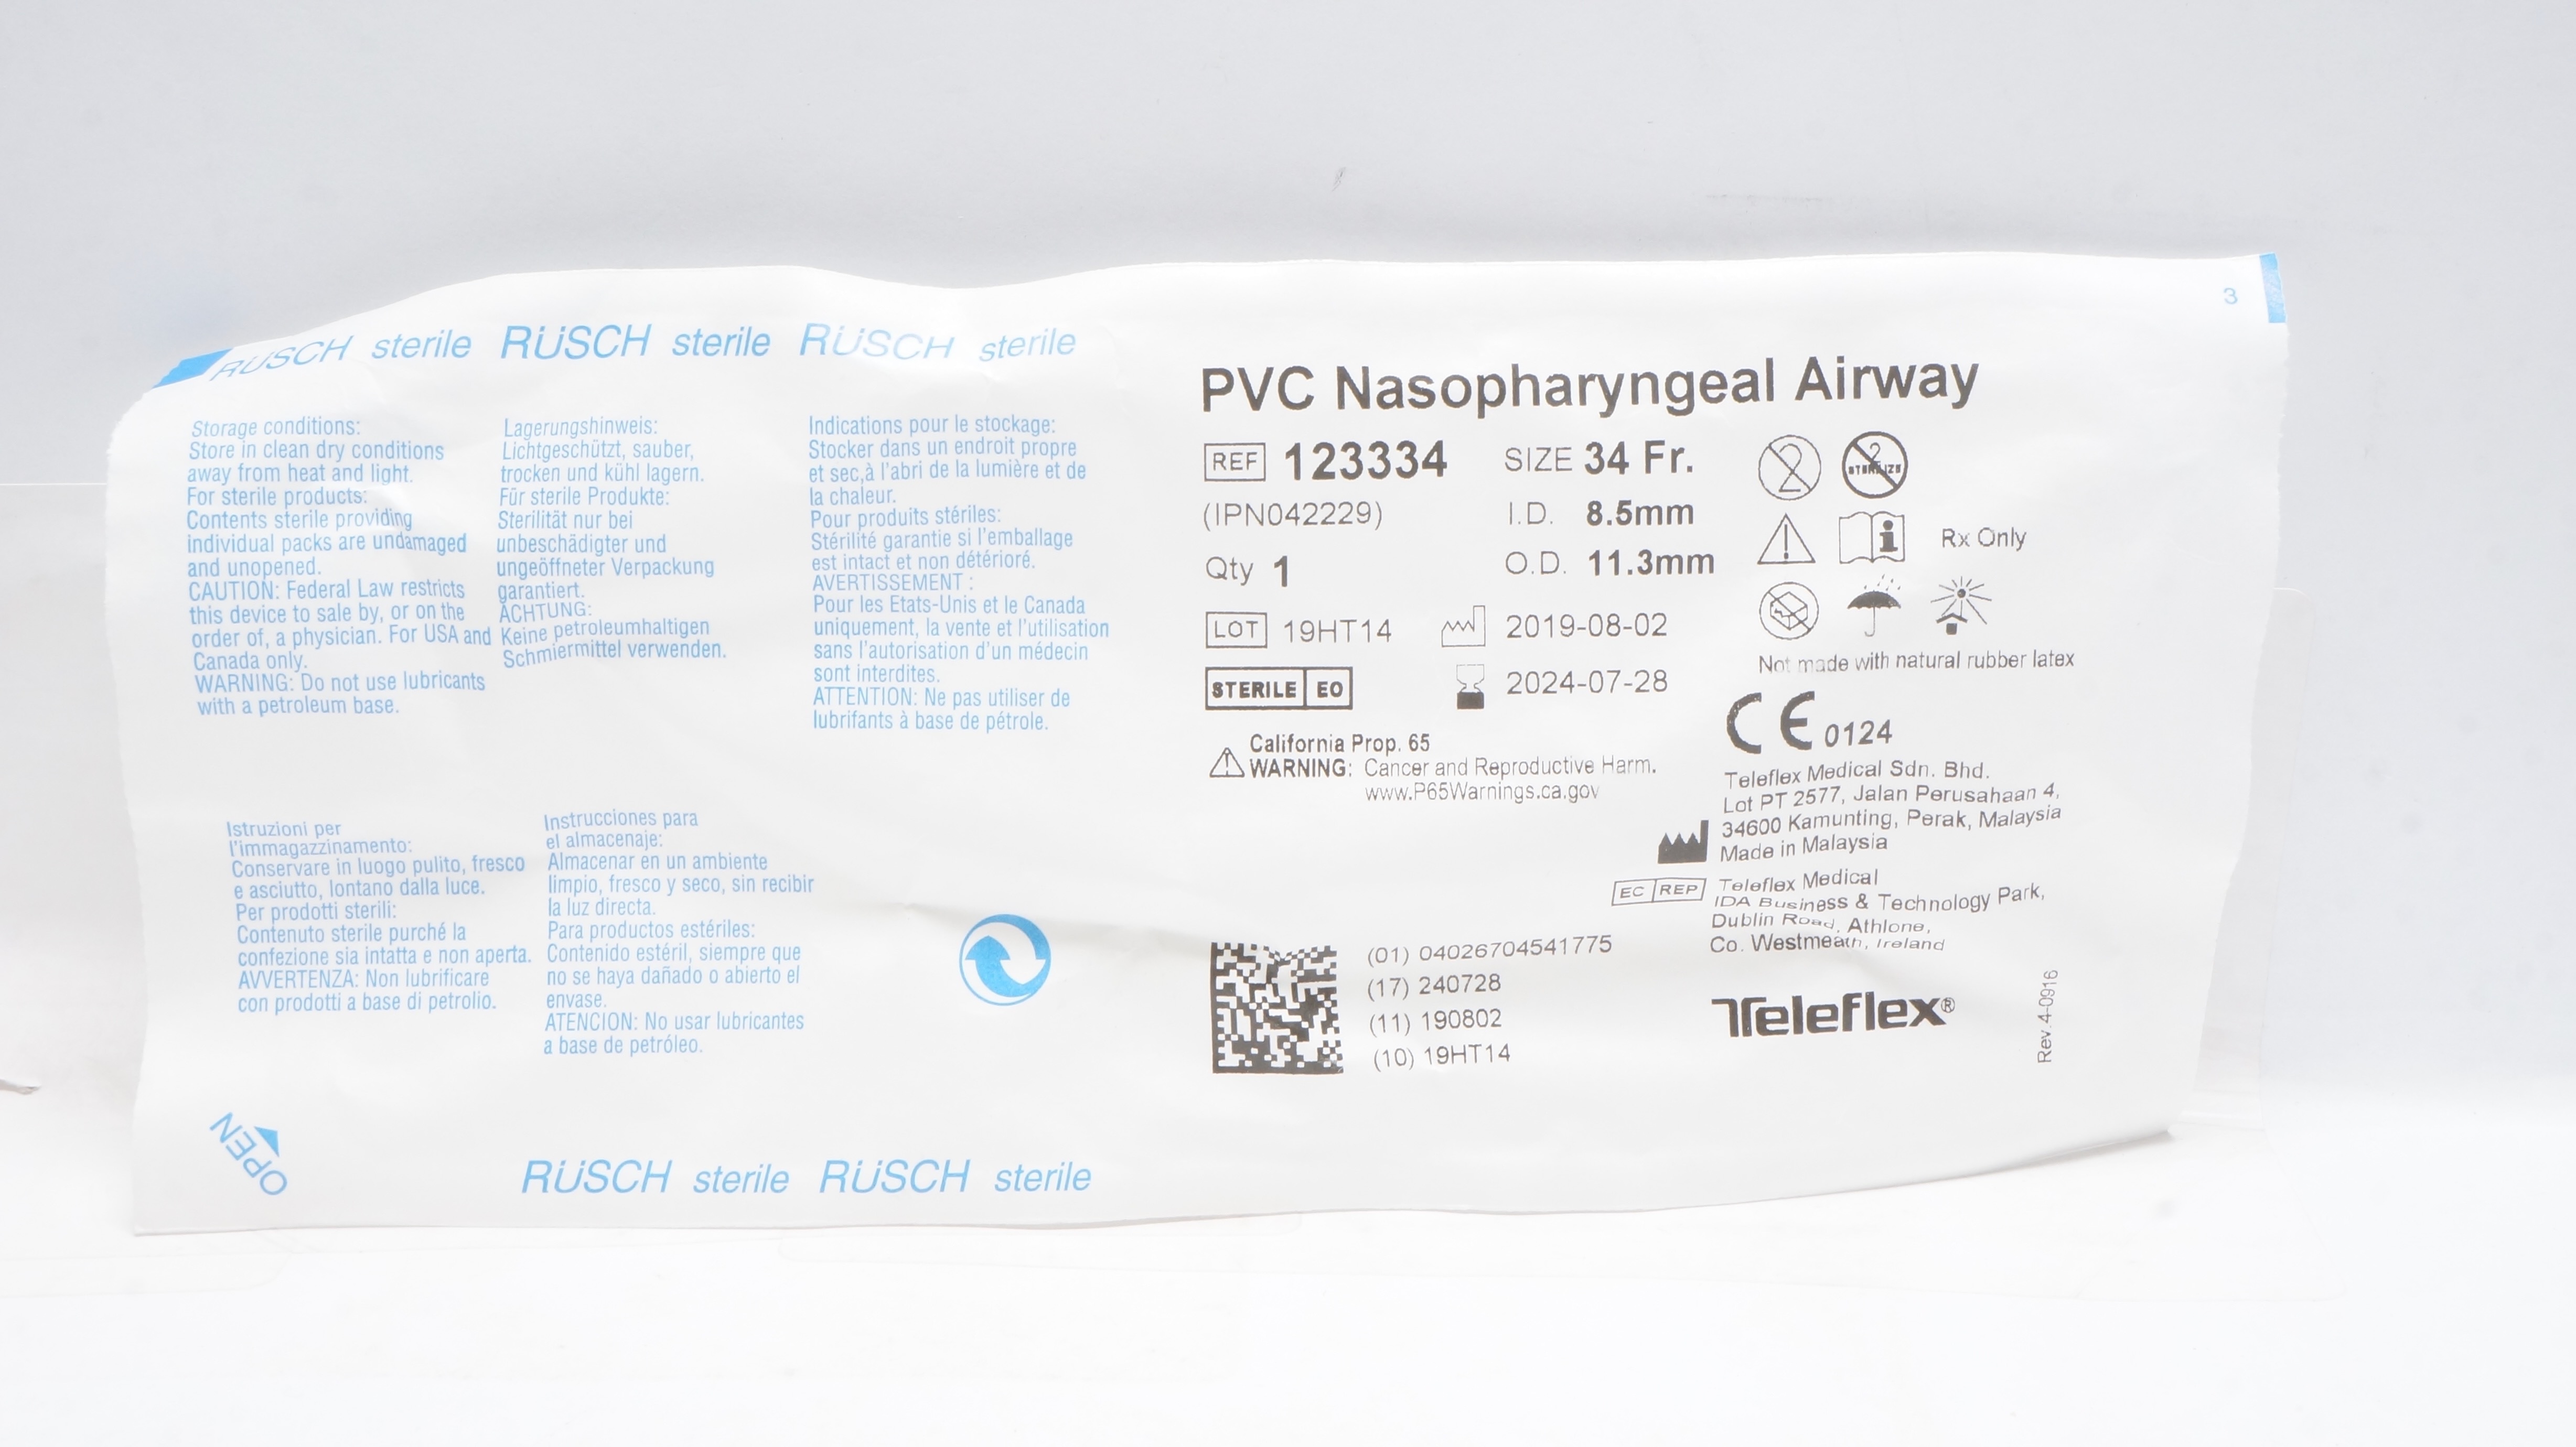 RÜSCH sterile RÜSCH sterile RÜSCH sterile
Storage conditions:
Store in clean dry conditions
away from heat and light.
For sterile products:
Contents sterile providing
individual packs are undamaged
and unopened.
CAUTION: Federal Law restricts
this device to sale by, or on the
order of, a physician. For USA and
Canada only.
WARNING: Do not use lubricants
with a petroleum base.
Lagerungshinweis:
Lichtgeschützt, sauber,
trocken und kühl lagern.
Für sterile Produkte:
Sterilität nur bei
unbeschädigter und
ungeöffneter Verpackung
garantiert.
ACHTUNG:
Keine petroleumhaltigen
Schmiermittel verwenden.
Indications pour le stockage:
Stocker dans un endroit propre
et sec,à l'abri de la lumière et de
la chaleur.
Pour produits stériles:
Stérilité garantie si l'emballage
est intact et non détérioré.
AVERTISSEMENT :
Pour les Etats-Unis et le Canada
uniquement, la vente et l'utilisation
sans l'autorisation d'un médecin
sont interdites.
ATTENTION: Ne pas utiliser de
lubrifants à base de pétrole.
Istruzioni per
l'immagazzinamento:
Conservare in luogo pulito, fresco
e asciutto, lontano dalla luce.
Per prodotti sterili:
Contenuto sterile purché la
confezione sia intatta e non aperta.
AVVERTENZA: Non lubrificare
con prodotti a base di petrolio.
Instrucciones para
el almacenaje:
Almacenar en un ambiente
limpio, fresco y seco, sin recibir
la luz directa.
Para productos estériles:
Contenido estéril, siempre que
no se haya dañado o abierto el
envase.
ATENCION: No usar lubricantes
a base de petróleo.
OPEN
RÜSCH sterile RÜSCH sterile
3
PVC Nasopharyngeal Airway
REF 123334 SIZE 34 Fr.
(IPN042229) I.D. 8.5mm
Qty 1 O.D. 11.3mm
LOT 19HT14 2019-08-02
STERILE EO 2024-07-28
2 2 STERILIZE
Rx Only
Not made with natural rubber latex
California Prop. 65
WARNING: Cancer and Reproductive Harm.
www.P65Warnings.ca.gov
CE 0124
Teleflex Medical Sdn. Bhd.
Lot PT 2577, Jalan Perusahaan 4,
34600 Kamunting, Perak, Malaysia
Made in Malaysia
EC REP Teleflex Medical
IDA Business & Technology Park,
Dublin Road, Athlone,
Co. Westmeath, Ireland
(01) 04026704541775
(17) 240728
(11) 190802
(10) 19HT14
Teleflex®
Rev.4-0916